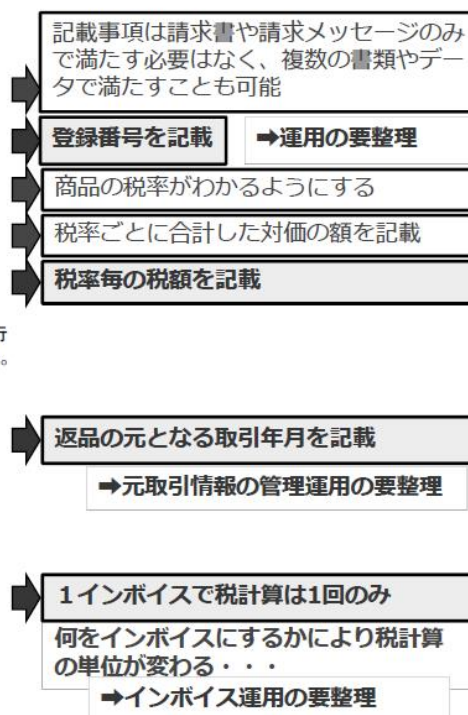 記載事項は請求書や請求メッセージのみ
で満たす必要はなく、複数の書類やデー
タで満たすことも可能
登録番号を記載 ➡運用の要整理
商品の税率がわかるようにする
税率ごとに合計した対価の額を記載
税率毎の税額を記載
行
。
返品の元となる取引年月を記載
➡元取引情報の管理運用の要整理
１インボイスで税計算は1回のみ
何をインボイスにするかにより税計算
の単位が変わる・・・
➡インボイス運用の要整理